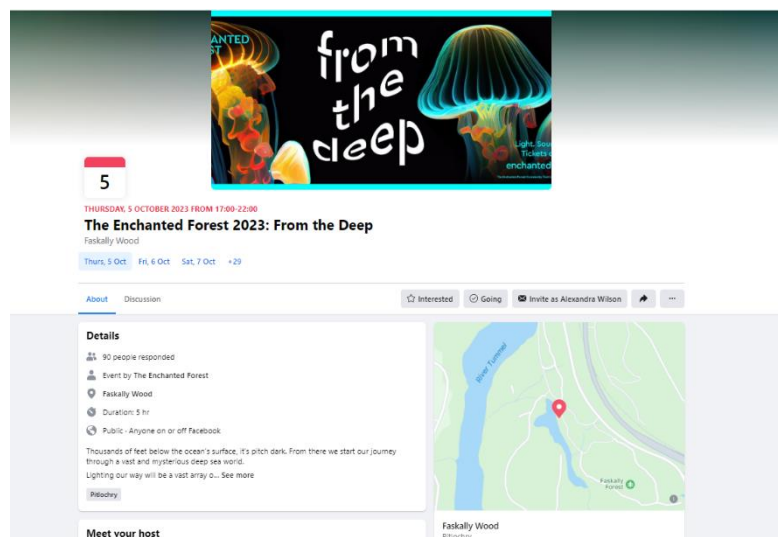 ANTED
ST
from
the
deep
Light. Sou
Tickets
enchanted
5
THURSDAY, 5 OCTOBER 2023 FROM 17:00-22:00
The Enchanted Forest 2023: From the Deep
Faskally Wood
Thurs, 5 Oct Fri, 6 Oct Sat, 7 Oct +29
About Discussion Interested Going Invite as Alexandra Wilson ...
Details
90 people responded
Event by The Enchanted Forest
Faskally Wood
Duration: 5 hr
Public · Anyone on or off Facebook
Thousands of feet below the ocean's surface, it's pitch dark. From there we start our journey
through a vast and mysterious deep sea world.
Lighting our way will be a vast array o... See more
Pitlochry
River Tummel
Faskally
Forest
Faskally Wood
Pitlochry
Meet your host